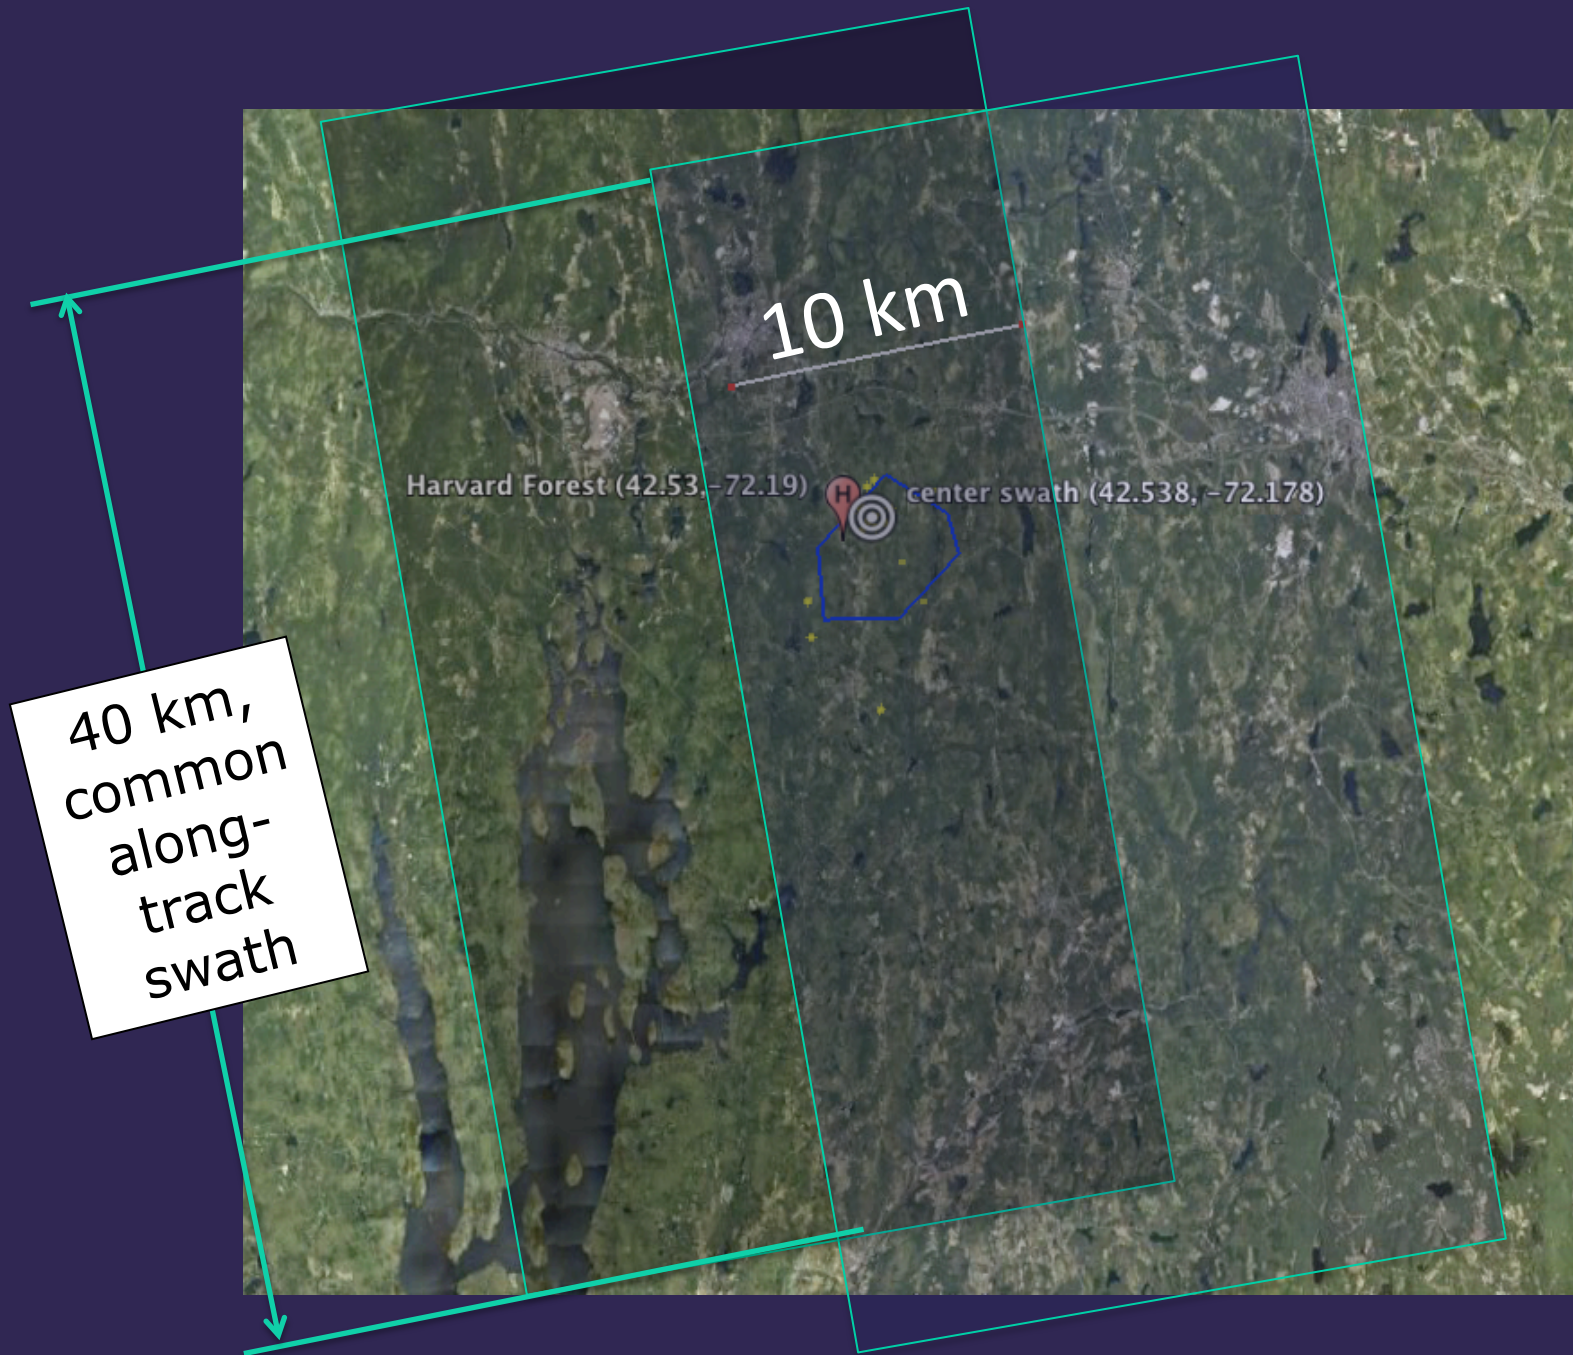 10 km
Harvard Forest (42.53,-72.19)
H
center swath (42.538, -72.178)
40 km,
common
along-
track
swath